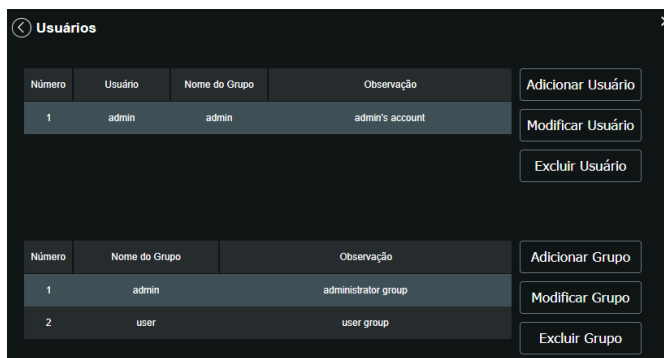 Usuários
Número Usuário Nome do Grupo Observação
1 admin admin admin's account
Adicionar Usuário
Modificar Usuário
Excluir Usuário
Número Nome do Grupo Observação
1 admin administrator group
2 user user group
Adicionar Grupo
Modificar Grupo
Excluir Grupo